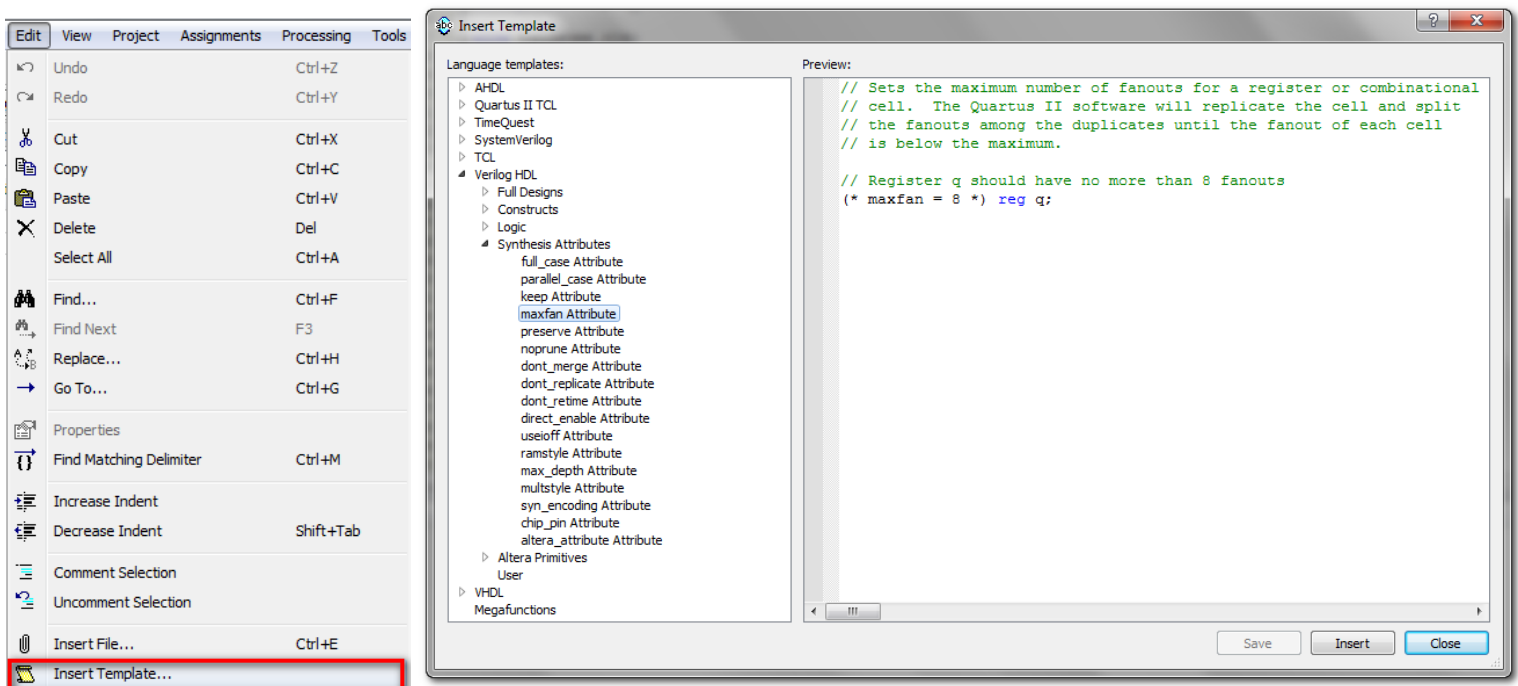 Edit View Project Assignments Processing Tools
Undo Ctrl+Z
Redo Ctrl+Y
Cut Ctrl+X
Copy Ctrl+C
Paste Ctrl+V
Delete Del
Select All Ctrl+A
Find... Ctrl+F
Find Next F3
Replace... Ctrl+H
Go To... Ctrl+G
Properties
Find Matching Delimiter Ctrl+M
Increase Indent
Decrease Indent Shift+Tab
Comment Selection
Uncomment Selection
Insert File... Ctrl+E
Insert Template...
abc Insert Template
Language templates:
AHDL
Quartus II TCL
TimeQuest
SystemVerilog
TCL
Verilog HDL
Full Designs
Constructs
Logic
Synthesis Attributes
full_case Attribute
parallel_case Attribute
keep Attribute
maxfan Attribute
preserve Attribute
noprune Attribute
dont_merge Attribute
dont_replicate Attribute
dont_retime Attribute
direct_enable Attribute
useioff Attribute
ramstyle Attribute
max_depth Attribute
multstyle Attribute
syn_encoding Attribute
chip_pin Attribute
altera_attribute Attribute
Altera Primitives
User
VHDL
Megafunctions
Preview:
// Sets the maximum number of fanouts for a register or combinational
// cell.  The Quartus II software will replicate the cell and split
// the fanouts among the duplicates until the fanout of each cell
// is below the maximum.
// Register q should have no more than 8 fanouts
(* maxfan = 8 *) reg q;
Save Insert Close